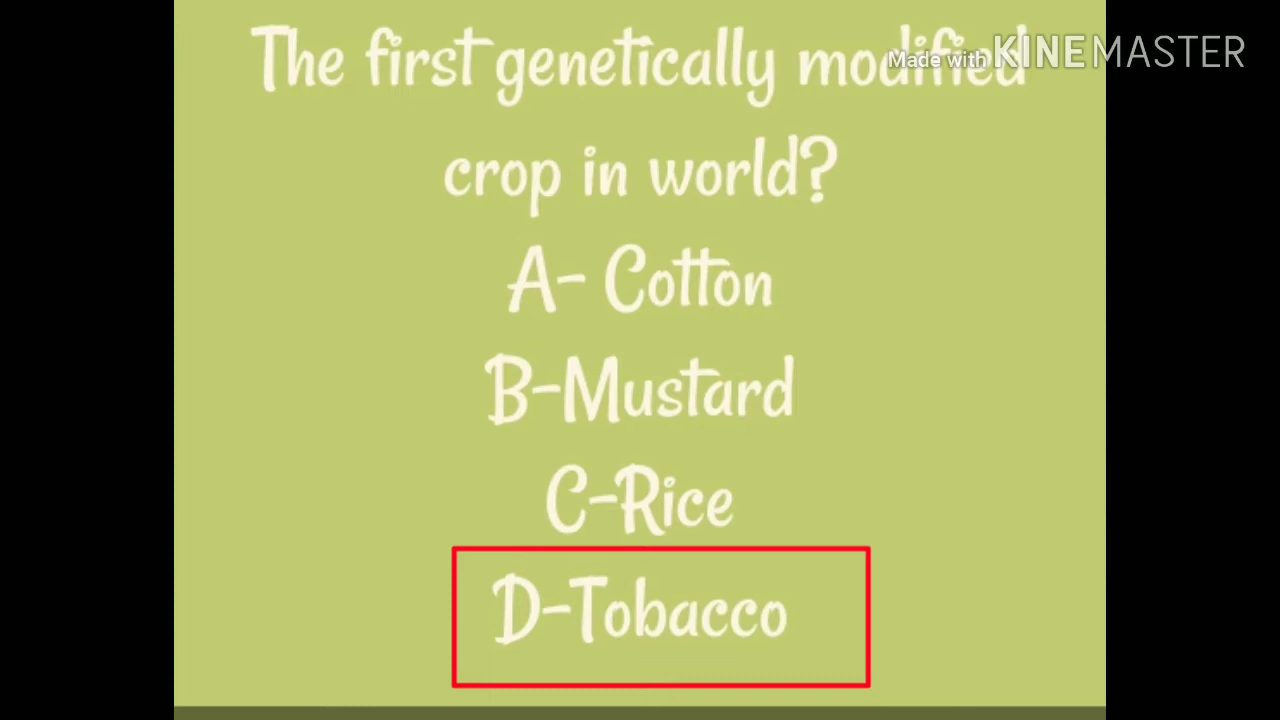 The first genetically modified
Made with KINEMASTER
crop in world?
A- Cotton
B-Mustard
C-Rice
D-Tobacco